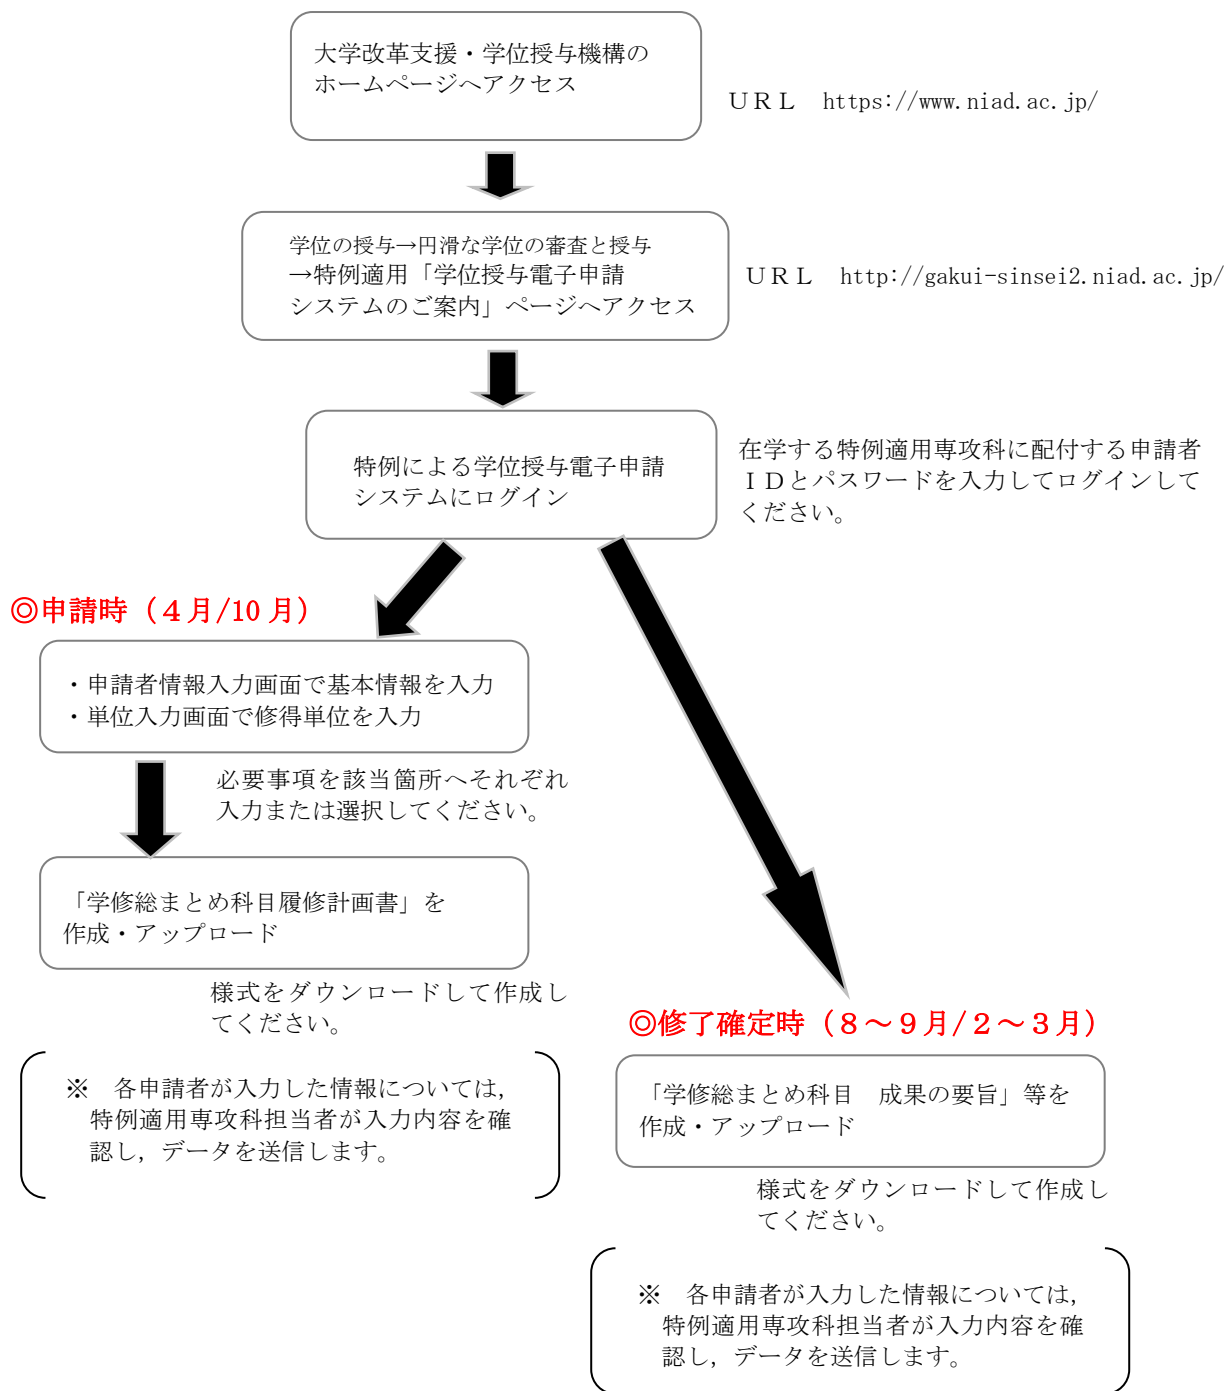 大学改革支援・学位授与機構の
ホームページへアクセス
ＵＲＬ　https://www.niad.ac.jp/
学位の授与→円滑な学位の審査と授与
→特例適用「学位授与電子申請
システムのご案内」ページへアクセス
ＵＲＬ　http://gakui-sinsei2.niad.ac.jp/
特例による学位授与電子申請
システムにログイン
在学する特例適用専攻科に配付する申請者
ＩＤとパスワードを入力してログインして
ください。
◎申請時（４月/10月）
・申請者情報入力画面で基本情報を入力
・単位入力画面で修得単位を入力
必要事項を該当箇所へそれぞれ
入力または選択してください。
「学修総まとめ科目履修計画書」を
作成・アップロード
様式をダウンロードして作成し
てください。
※　各申請者が入力した情報については，
特例適用専攻科担当者が入力内容を確
認し，データを送信します。
◎修了確定時（８～９月/２～３月）
「学修総まとめ科目　成果の要旨」等を
作成・アップロード
様式をダウンロードして作成し
てください。
※　各申請者が入力した情報については，
特例適用専攻科担当者が入力内容を確
認し，データを送信します。